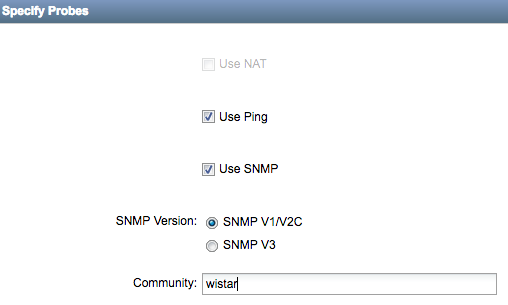 Specify Probes
Use NAT
Use Ping
Use SNMP
SNMP Version: SNMP V1/V2C
SNMP V3
Community: wistar